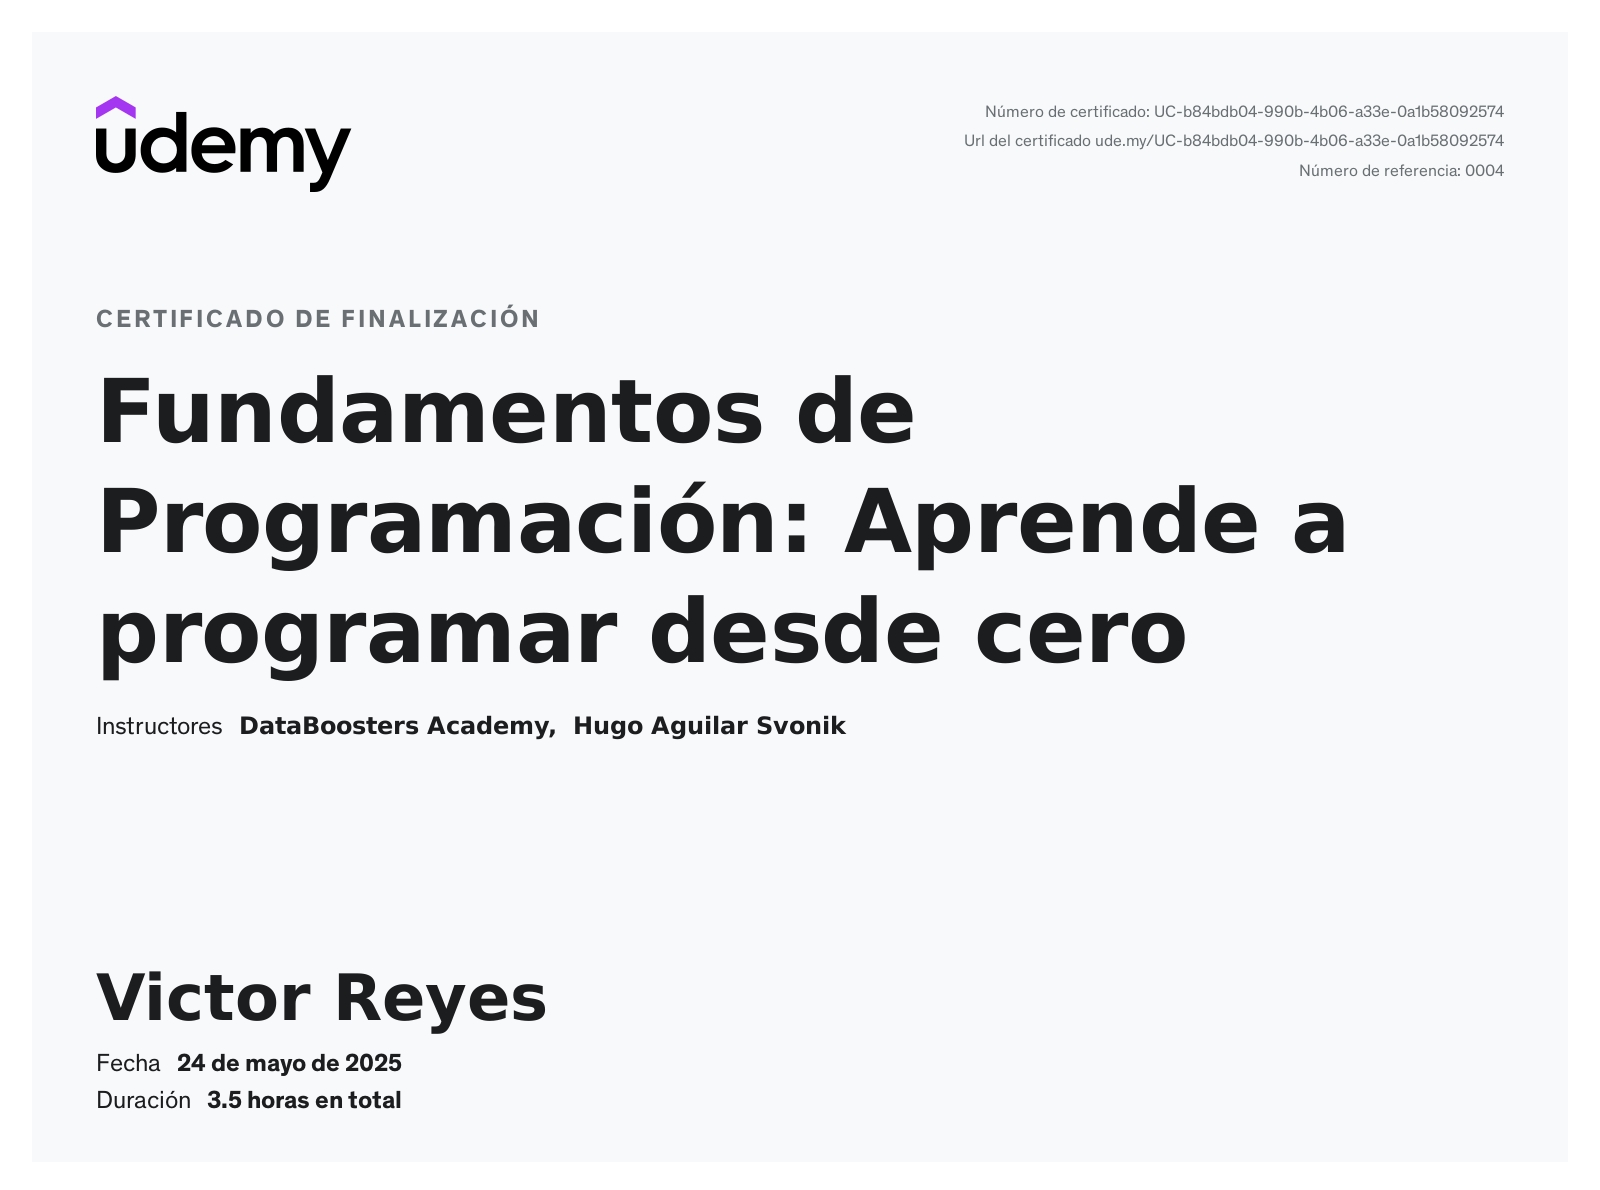 udemy
Número de certificado: UC-b84bdb04-990b-4b06-a33e-0a1b58092574
Url del certificado ude.my/UC-b84bdb04-990b-4b06-a33e-0a1b58092574
Número de referencia: 0004
CERTIFICADO DE FINALIZACIÓN
Fundamentos de
Programación: Aprende a
programar desde cero
Instructores DataBoosters Academy, Hugo Aguilar Svonik
Victor Reyes
Fecha 24 de mayo de 2025
Duración 3.5 horas en total